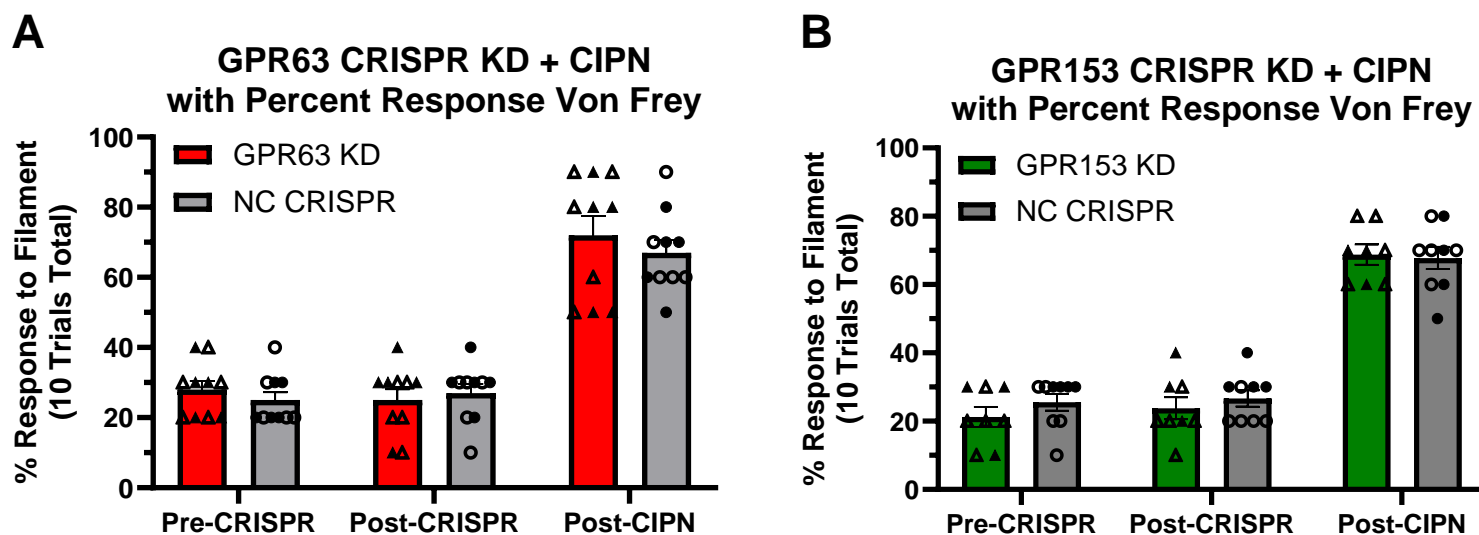 A
GPR63 CRISPR KD + CIPN
with Percent Response Von Frey
% Response to Filament
(10 Trials Total)
100
80
60
40
20
0
GPR63 KD
NC CRISPR
Pre-CRISPR
Post-CRISPR
Post-CIPN
B
GPR153 CRISPR KD + CIPN
with Percent Response Von Frey
% Response to Filament
(10 Trials Total)
100
80
60
40
20
0
GPR153 KD
NC CRISPR
Pre-CRISPR
Post-CRISPR
Post-CIPN